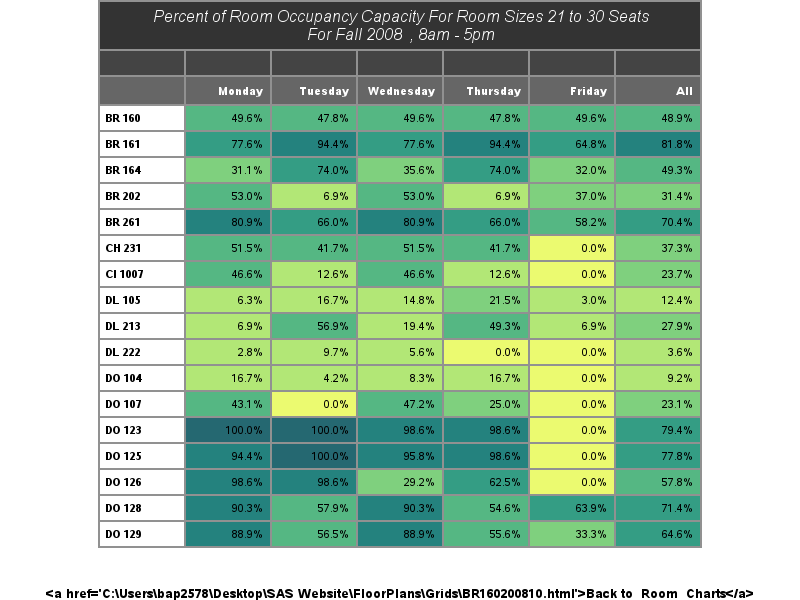 Percent of Room Occupancy Capacity For Room Sizes 21 to 30 Seats
For Fall 2008 , 8am - 5pm
Monday Tuesday Wednesday Thursday Friday All
BR 160 49.6% 47.8% 49.6% 47.8% 49.6% 48.9%
BR 161 77.6% 94.4% 77.6% 94.4% 64.8% 81.8%
BR 164 31.1% 74.0% 35.6% 74.0% 32.0% 49.3%
BR 202 53.0% 6.9% 53.0% 6.9% 37.0% 31.4%
BR 261 80.9% 66.0% 80.9% 66.0% 58.2% 70.4%
CH 231 51.5% 41.7% 51.5% 41.7% 0.0% 37.3%
CI 1007 46.6% 12.6% 46.6% 12.6% 0.0% 23.7%
DL 105 6.3% 16.7% 14.8% 21.5% 3.0% 12.4%
DL 213 6.9% 56.9% 19.4% 49.3% 6.9% 27.9%
DL 222 2.8% 9.7% 5.6% 0.0% 0.0% 3.6%
DO 104 16.7% 4.2% 8.3% 16.7% 0.0% 9.2%
DO 107 43.1% 0.0% 47.2% 25.0% 0.0% 23.1%
DO 123 100.0% 100.0% 98.6% 98.6% 0.0% 79.4%
DO 125 94.4% 100.0% 95.8% 98.6% 0.0% 77.8%
DO 126 98.6% 98.6% 29.2% 62.5% 0.0% 57.8%
DO 128 90.3% 57.9% 90.3% 54.6% 63.9% 71.4%
DO 129 88.9% 56.5% 88.9% 55.6% 33.3% 64.6%
<a href='C:\Users\bap2578\Desktop\SAS Website\FloorPlans\Grids\BR160200810.html'>Back to Room Charts</a>